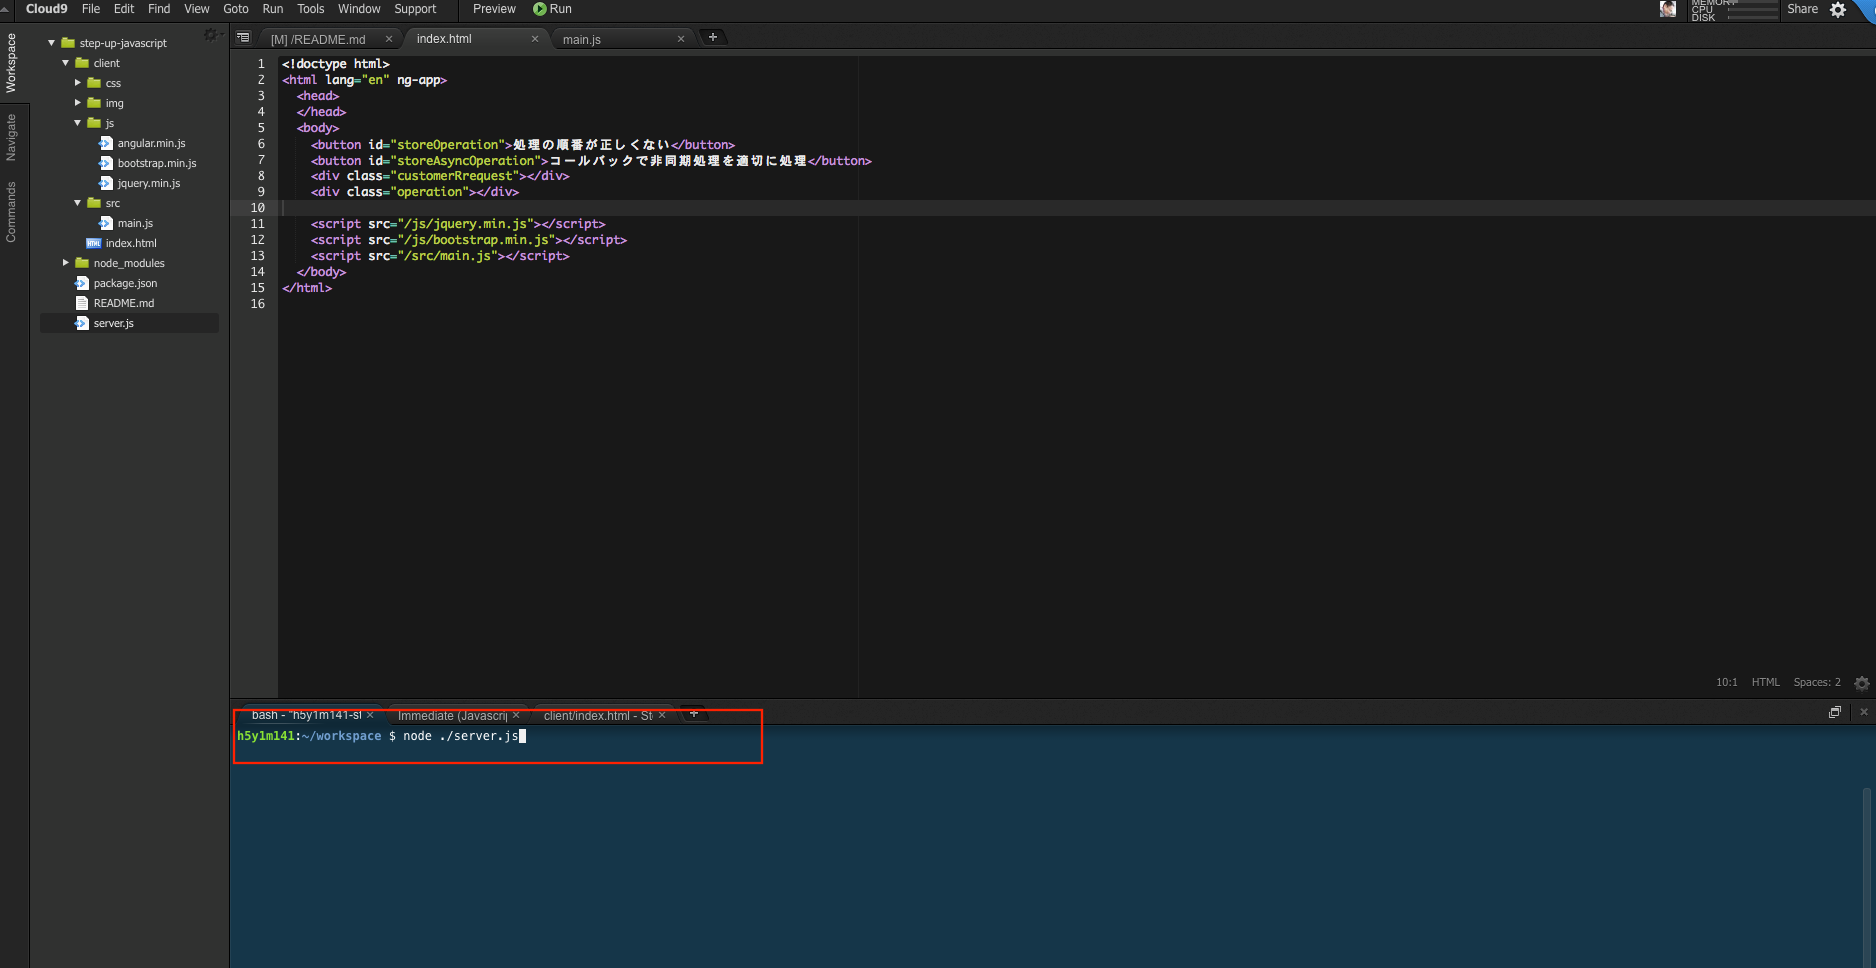 Cloud9 File Edit Find View Goto Run Tools Window Support Preview Run
MEMORY
CPU
DISK
Share
Workspace
Navigate
Commands
step-up-javascript
client
css
img
js
angular.min.js
bootstrap.min.js
jquery.min.js
src
main.js
index.html
node_modules
package.json
README.md
server.js
[M] /README.md × index.html × main.js × +
1 <!doctype html>
2 <html lang="en" ng-app>
3 <head>
4 </head>
5 <body>
6 <button id="storeOperation">処理の順番が正しくない</button>
7 <button id="storeAsyncOperation">コールバックで非同期処理を適切に処理</button>
8 <div class="customerRrequest"></div>
9 <div class="operation"></div>
10
11 <script src="/js/jquery.min.js"></script>
12 <script src="/js/bootstrap.min.js"></script>
13 <script src="/src/main.js"></script>
14 </body>
15 </html>
16
10:1 HTML Spaces: 2
bash - "h5y1m141-st × Immediate (Javascrip × client/index.html - St × +
h5y1m141:~/workspace $ node ./server.js